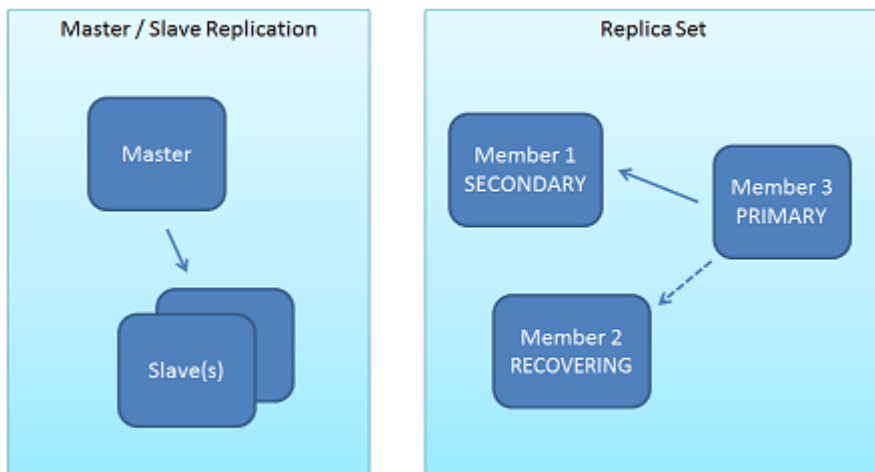 Master / Slave Replication
Master
Slave(s)
Replica Set
Member 1
SECONDARY
Member 3
PRIMARY
Member 2
RECOVERING